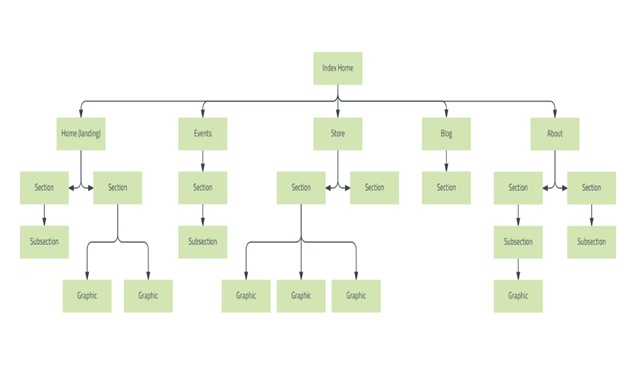 Index Home
Home (landing)
Events
Store
Blog
About
Section
Section
Section
Section
Section
Section
Section
Section
Subsection
Subsection
Subsection
Subsection
Graphic
Graphic
Graphic
Graphic
Graphic
Graphic